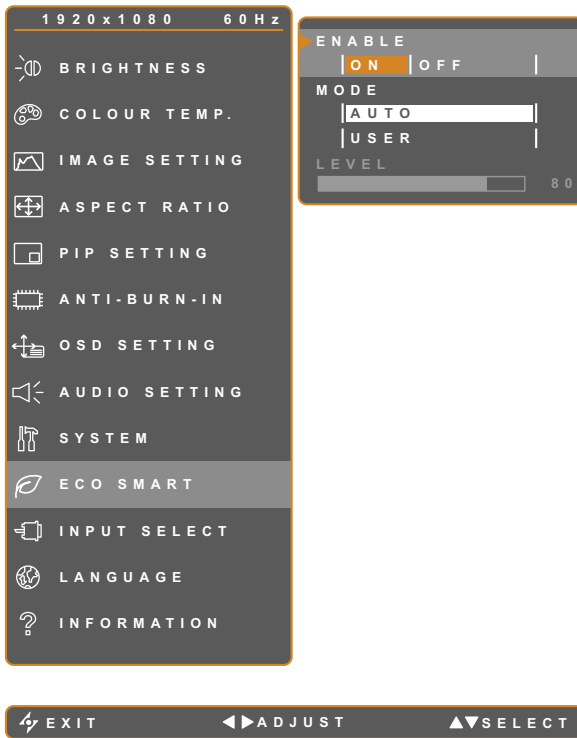 1920x1080 60Hz
BRIGHTNESS
COLOUR TEMP.
IMAGE SETTING
ASPECT RATIO
PIP SETTING
ANTI-BURN-IN
OSD SETTING
AUDIO SETTING
SYSTEM
ECO SMART
INPUT SELECT
LANGUAGE
INFORMATION
ENABLE
ON OFF
MODE
AUTO
USER
LEVEL
80
EXIT ◀▶ADJUST ▲▼SELECT